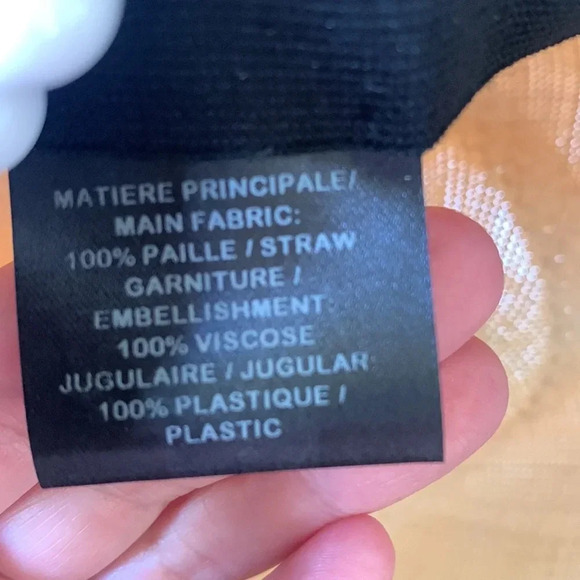 MATIERE PRINCIPALE/
MAIN FABRIC:
100% PAILLE / STRAW
GARNITURE /
EMBELLISHMENT:
100% VISCOSE
JUGULAIRE / JUGULAR
100% PLASTIQUE /
PLASTIC